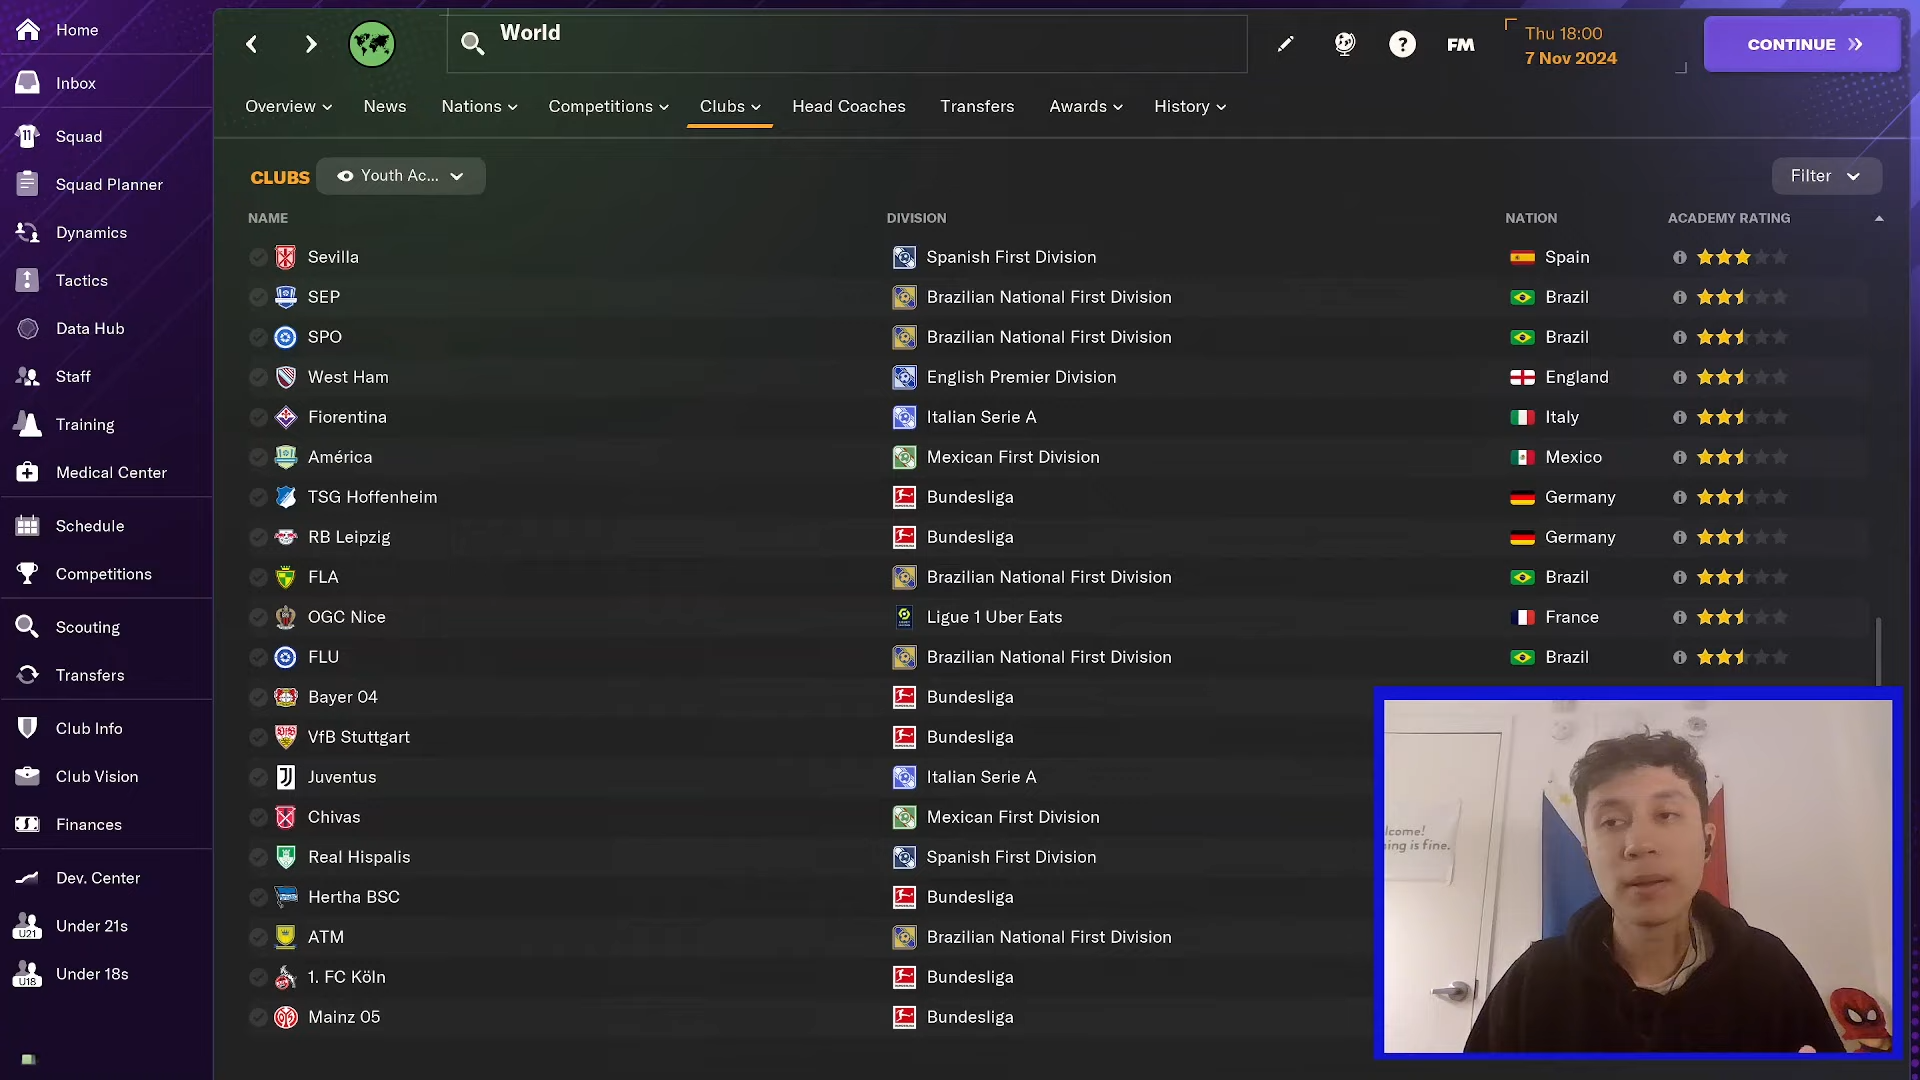 Home
Inbox
Squad
Squad Planner
Dynamics
Tactics
Data Hub
Staff
Training
Medical Center
Schedule
Competitions
Scouting
Transfers
Club Info
Club Vision
Finances
Dev. Center
U21 Under 21s
U18 Under 18s
World
FM
Thu 18:00
7 Nov 2024
CONTINUE
Overview News Nations Competitions Clubs Head Coaches Transfers Awards History
CLUBS Youth Ac... Filter
NAME DIVISION NATION ACADEMY RATING
Sevilla Spanish First Division Spain
SEP Brazilian National First Division Brazil
SPO Brazilian National First Division Brazil
West Ham English Premier Division England
Fiorentina Italian Serie A Italy
América Mexican First Division Mexico
TSG Hoffenheim Bundesliga Germany
RB Leipzig Bundesliga Germany
FLA Brazilian National First Division Brazil
OGC Nice Ligue 1 Uber Eats France
FLU Brazilian National First Division Brazil
Bayer 04 Bundesliga
VfB Stuttgart Bundesliga
Juventus Italian Serie A
Chivas Mexican First Division
Real Hispalis Spanish First Division
Hertha BSC Bundesliga
ATM Brazilian National First Division
1. FC Köln Bundesliga
Mainz 05 Bundesliga
lcome!
ing is fine.